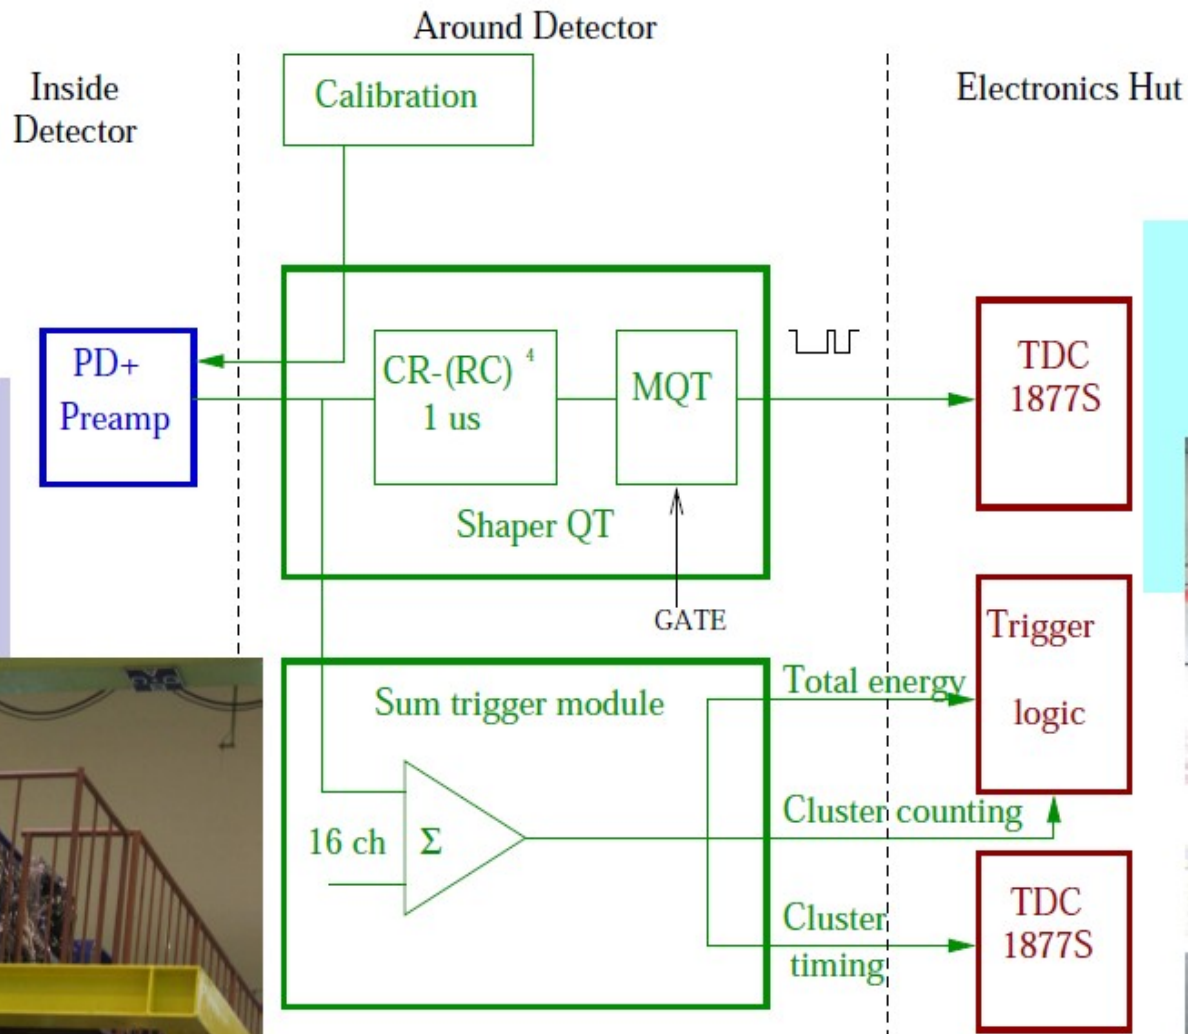 Around Detector
Inside
Detector
Electronics Hut
Calibration
PD+
Preamp
CR-(RC) 4
1 us
MQT
TDC
1877S
Shaper QT
GATE
Sum trigger module
Total energy
Trigger
logic
16 ch
Σ
Cluster counting
Cluster
timing
TDC
1877S